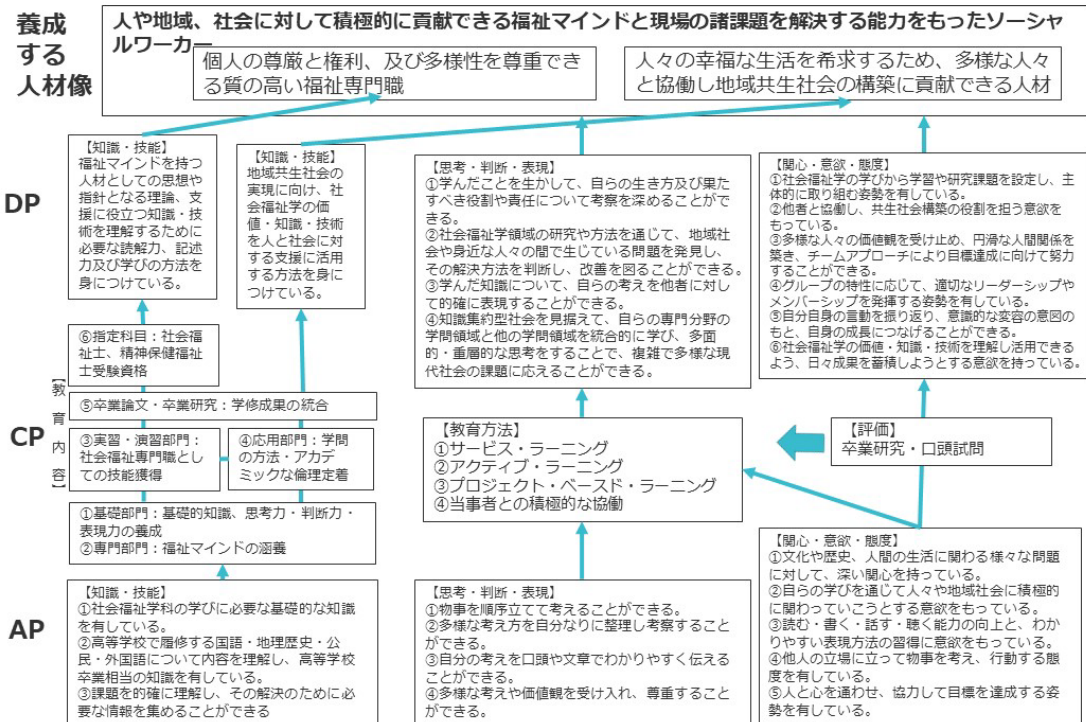 養成
する
人材像
人や地域、社会に対して積極的に貢献できる福祉マインドと現場の諸課題を解決する能力をもったソーシャ
ルワーカー
個人の尊厳と権利、及び多様性を尊重でき
る質の高い福祉専門職
人々の幸福な生活を希求するため、多様な人々
と協働し地域共生社会の構築に貢献できる人材
DP
【知識・技能】
福祉マインドを持つ
人材としての思想や
指針となる理論、支
援に役立つ知識・技
術を理解するために
必要な読解力、記述
力及び学びの方法を
身につけている。
【知識・技能】
地域共生社会の
実現に向け、社
会福祉学の価
値・知識・技術
を人と社会に対
する支援に活用
する方法を身に
つけている。
【思考・判断・表現】
①学んだことを生かして、自らの生き方及び果た
すべき役割や責任について考察を深めることがで
きる。
②社会福祉学領域の研究や方法を通じて、地域社
会や身近な人々の間で生じている問題を発見し、
その解決方法を判断し、改善を図ることができる。
③学んだ知識について、自らの考えを他者に対し
て的確に表現することができる。
④知識集約型社会を見据えて、自らの専門分野の
学問領域と他の学問領域を統合的に学び、多面
的・重層的な思考をすることで、複雑で多様な現
代社会の課題に応えることができる。
【関心・意欲・態度】
①社会福祉学の学びから学習や研究課題を設定し、主
体的に取り組む姿勢を有している。
②他者と協働し、共生社会構築の役割を担う意欲を
もっている。
③多様な人々の価値観を受け止め、円滑な人間関係を
築き、チームアプローチにより目標達成に向けて努力
することができる。
④グループの特性に応じて、適切なリーダーシップや
メンバーシップを発揮する姿勢を有している。
⑤自分自身の言動を振り返り、意識的な変容の意図の
もと、自身の成長につなげることができる。
⑥社会福祉学の価値・知識・技術を理解し活用できる
よう、日々成果を蓄積しようとする意欲を持っている。
CP
【教育内容】
⑥指定科目：社会福
祉士、精神保健福祉
士受験資格
⑤卒業論文・卒業研究：学修成果の統合
③実習・演習部門：
社会福祉専門職とし
ての技能獲得
④応用部門：学問
の方法・アカデ
ミックな倫理定着
①基礎部門：基礎的知識、思考力・判断力・
表現力の養成
②専門部門：福祉マインドの涵養
【教育方法】
①サービス・ラーニング
②アクティブ・ラーニング
③プロジェクト・ベースド・ラーニング
④当事者との積極的な協働
【評価】
卒業研究・口頭試問
AP
【知識・技能】
①社会福祉学科の学びに必要な基礎的な知識
を有している。
②高等学校で履修する国語・地理歴史・公
民・外国語について内容を理解し、高等学校
卒業相当の知識を有している。
③課題を的確に理解し、その解決のために必
要な情報を集めることができる
【思考・判断・表現】
①物事を順序立てて考えることができる。
②多様な考え方を自分なりに整理し考察すること
ができる。
③自分の考えを口頭や文章でわかりやすく伝える
ことができる。
④多様な考えや価値観を受け入れ、尊重すること
ができる。
【関心・意欲・態度】
①文化や歴史、人間の生活に関わる様々な問題
に対して、深い関心を持っている。
②自らの学びを通じて人々や地域社会に積極的
に関わっていこうとする意欲をもっている。
③読む・書く・話す・聴く能力の向上と、わか
りやすい表現方法の習得に意欲をもっている。
④他人の立場に立って物事を考え、行動する態
度を有している。
⑤人と心を通わせ、協力して目標を達成する姿
勢を有している。